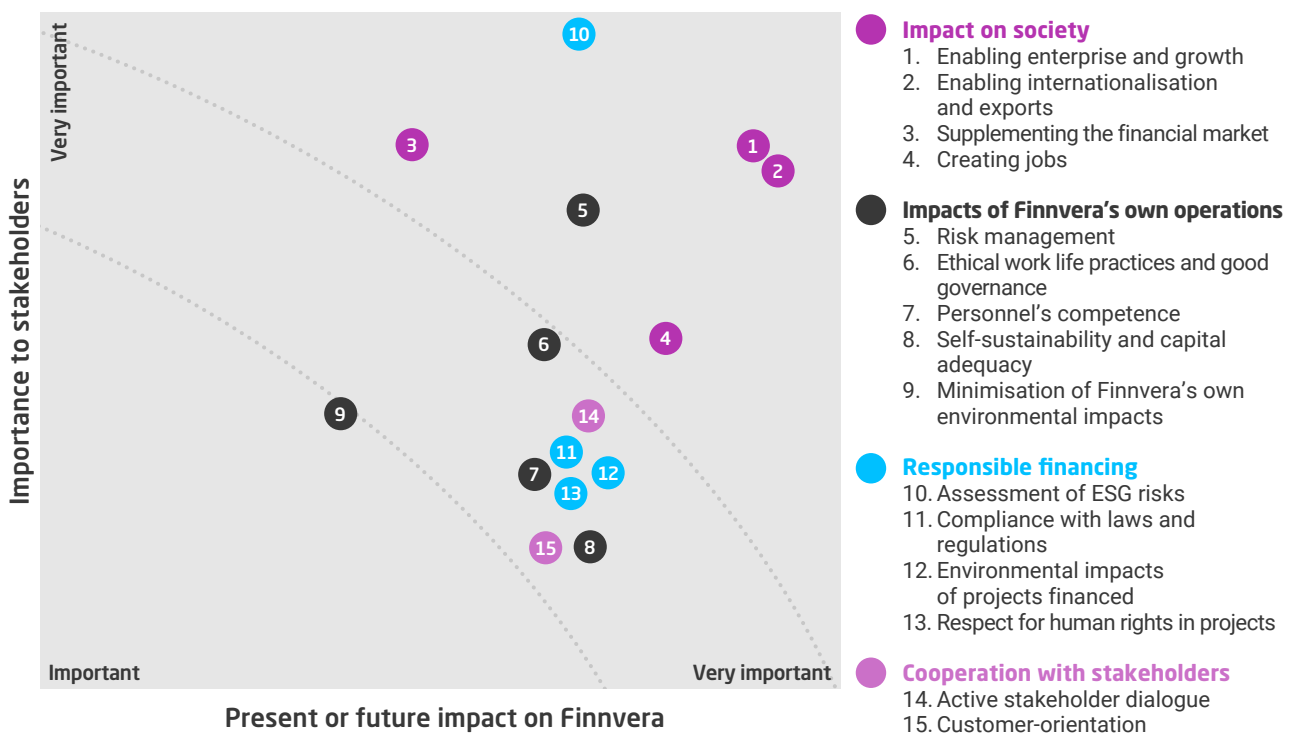 Very important
Importance to stakeholders
10
3
1
2
5
6
4
9
14
11
7
12
13
15
8
Important
Very important
Present or future impact on Finnvera
Impact on society
1. Enabling enterprise and growth
2. Enabling internationalisation
and exports
3. Supplementing the financial market
4. Creating jobs
Impacts of Finnvera's own operations
5. Risk management
6. Ethical work life practices and good
governance
7. Personnel's competence
8. Self-sustainability and capital
adequacy
9. Minimisation of Finnvera's own
environmental impacts
Responsible financing
10. Assessment of ESG risks
11. Compliance with laws and
regulations
12. Environmental impacts
of projects financed
13. Respect for human rights in projects
Cooperation with stakeholders
14. Active stakeholder dialogue
15. Customer-orientation